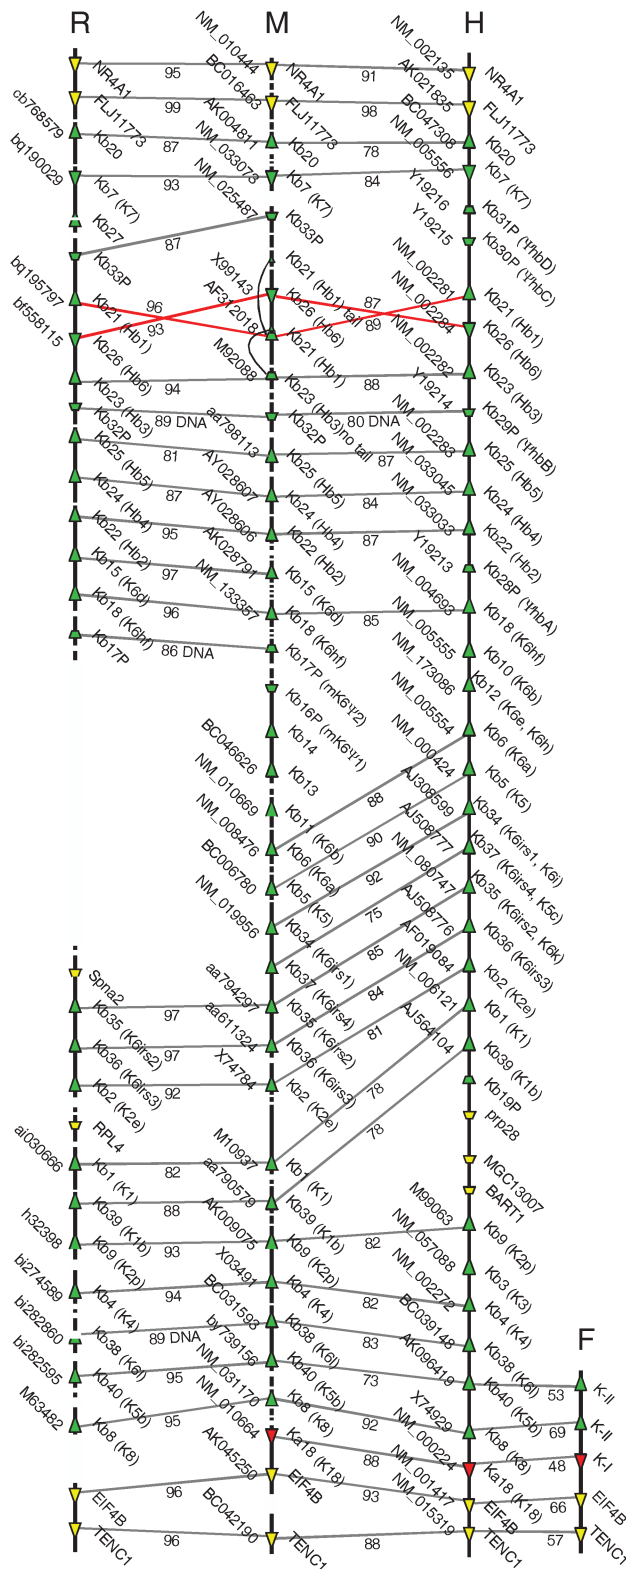 R M H
NM_010444 NM_002135
NR4A1 95 NR4A1 91 NR4A1
BC016463 AK021835
FLJ11773 99 FLJ11773 98 FLJ11773
cb768579 AK004811 BC047308
Kb20 87 Kb20 78 Kb20
bq190029 NM_033073 NM_005556
Kb7 (K7) 93 Kb7 (K7) 84 Kb7 (K7)
Y19216
Kb31P (ΨhbD)
Kb27
NM_025487 Y19215
Kb33P 87 Kb33P Kb30P (ΨhbC)
Kb21 (Hb1) tail
bq195797 X99143 NM_002281
Kb21 (Hb1) 96 Kb26 (Hb6) 87 Kb21 (Hb1)
bf558115 AF312018 NM_002284
Kb26 (Hb6) 93 Kb21 (Hb1) 89 Kb26 (Hb6)
M92088 NM_002282
Kb23 (Hb3) 94 Kb23 (Hb3)no tail 88 Kb23 (Hb3)
Y19214
Kb32P 89 DNA Kb32P 80 DNA Kb29P (ΨhbB)
aa798113 NM_002283
Kb25 (Hb5) 81 Kb25 (Hb5) 87 Kb25 (Hb5)
AY028607 NM_033045
Kb24 (Hb4) 87 Kb24 (Hb4) 84 Kb24 (Hb4)
AY028606 NM_033033
Kb22 (Hb2) 95 Kb22 (Hb2) 87 Kb22 (Hb2)
AK028791 Y19213
Kb15 (K6d) 97 Kb15 (K6d) Kb28P (ΨhbA)
NM_133357 NM_004693
Kb18 (K6hf) 96 Kb18 (K6hf) 85 Kb18 (K6hf)
NM_005555
Kb17P 86 DNA Kb17P (mK6Ψ2) Kb10 (K6b)
NM_173086
Kb16P (mK6Ψ1) Kb12 (K6e, K6h)
NM_005554
Kb14 Kb6 (K6a)
BC046626 NM_000424
Kb13 88 Kb5 (K5)
NM_010669 AJ308599
Kb11 (K6b) 90 Kb34 (K6irs1, K6i)
NM_008476 AJ508777
Kb6 (K6a) 92 Kb37 (K6irs4, K5c)
BC006780 NM_080747
Kb5 (K5) 75 Kb35 (K6irs2, K6k)
NM_019956 AJ508776
Kb34 (K6irs1) 85 Kb36 (K6irs3)
AF019084
Spna2 Kb37 (K6irs4) 84 Kb2 (K2e)
aa794297 NM_006121
Kb35 (K6irs2) 97 Kb35 (K6irs2) 81 Kb1 (K1)
aa611324 AJ564104
Kb36 (K6irs3) 97 Kb36 (K6irs3) 78 Kb39 (K1b)
X74784
Kb2 (K2e) 92 Kb2 (K2e) 78 Kb19P
RPL4 prp28
ai030666 M10937
Kb1 (K1) 82 Kb1 (K1) MGC13007
aa790579
Kb39 (K1b) 88 Kb39 (K1b) BART1
h32398 AK009075 M99063
Kb9 (K2p) 93 Kb9 (K2p) 82 Kb9 (K2p)
NM_057088
Kb3 (K3)
bi274589 X03491 NM_002272
Kb4 (K4) 94 Kb4 (K4) 82 Kb4 (K4)
F
bi282860 BC031593 BC039148
Kb38 (K6l) 89 DNA Kb38 (K6l) 83 Kb38 (K6l)
bi282595 by739156 AK096419
Kb40 (K5b) 95 Kb40 (K5b) 73 Kb40 (K5b) 53 K-II
M63482 NM_031170 X74929
Kb8 (K8) 95 Kb8 (K8) 92 Kb8 (K8) 69 K-II
NM_010664 NM_000224
Ka18 (K18) 88 Ka18 (K18) 48 K-I
AK045250 NM_001417
EIF4B 96 EIF4B 93 EIF4B 66 EIF4B
BC042190 NM_015319
TENC1 96 TENC1 88 TENC1 57 TENC1